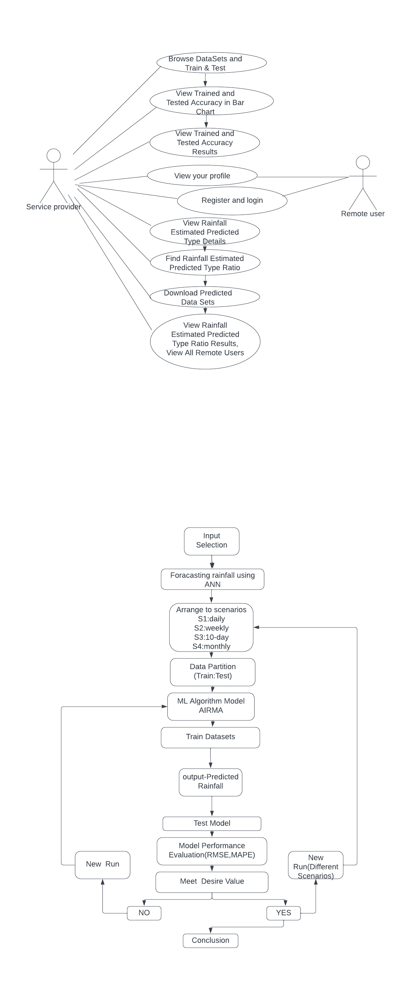 Browse DataSets and
Train & Test
View Trained and
Tested Accuracy in Bar
Chart
View Trained and
Tested Accuracy
Results
View your profile
Register and login
Service provider
Remote user
View Rainfall
Estimated Predicted
Type Details
Find Rainfall Estimated
Predicted Type Ratio
Download Predicted
Data Sets
View Rainfall
Estimated Predicted
Type Ratio Results,
View All Remote Users
Input
Selection
Foracasting rainfall using
ANN
Arrange to scenarios
S1:daily
S2:weekly
S3:10-day
S4:monthly
Data Partition
(Train:Test)
ML Algorithm Model
AIRMA
Train Datasets
output-Predicted
Rainfall
Test Model
Model Performance
Evaluation(RMSE,MAPE)
New Run
New
Run(Different
Scenarios)
Meet Desire Value
NO
YES
Conclusion